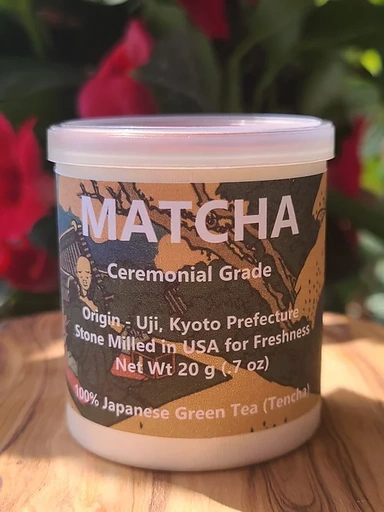 MATCHA
Ceremonial Grade
Origin - Uji, Kyoto Prefecture
Stone Milled in USA for Freshness
Net Wt 20 g (.7 oz)
100% Japanese Green Tea (Tencha)